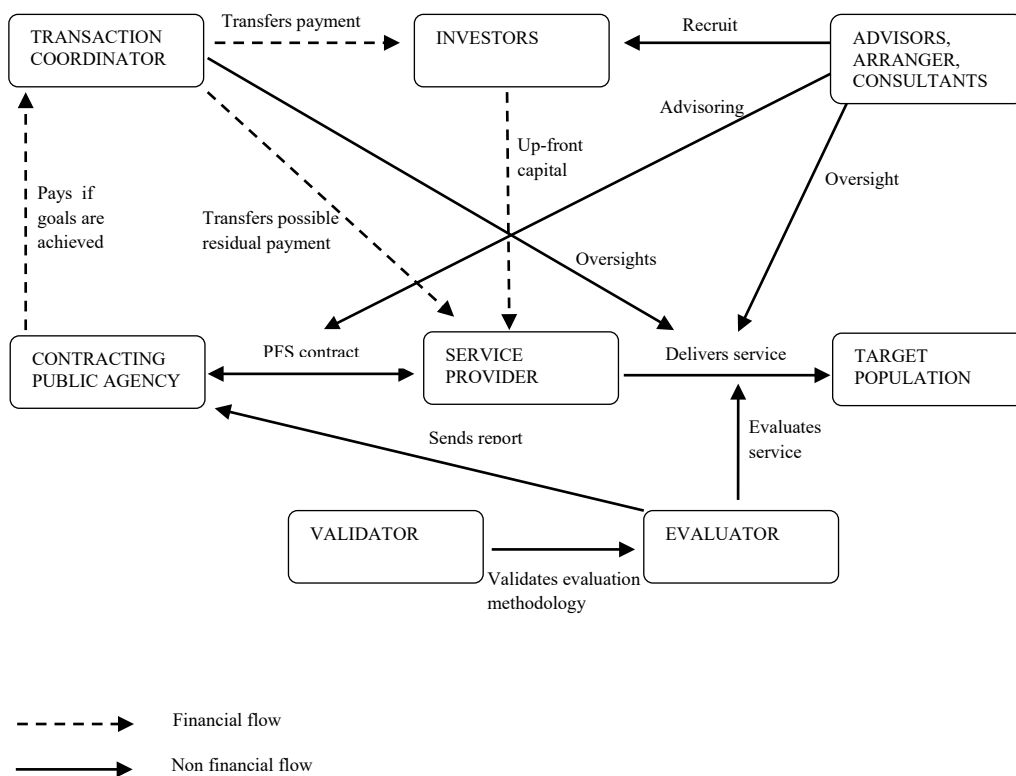 Transfers payment
TRANSACTION
COORDINATOR
INVESTORS
Recruit
ADVISORS,
ARRANGER,
CONSULTANTS
Advisoring
Up-front
capital
Oversight
Pays if
goals are
achieved
Transfers possible
residual payment
Oversights
CONTRACTING
PUBLIC AGENCY
PFS contract
SERVICE
PROVIDER
Delivers service
TARGET
POPULATION
Sends report
Evaluates
service
VALIDATOR
EVALUATOR
Validates evaluation
methodology
Financial flow
Non financial flow